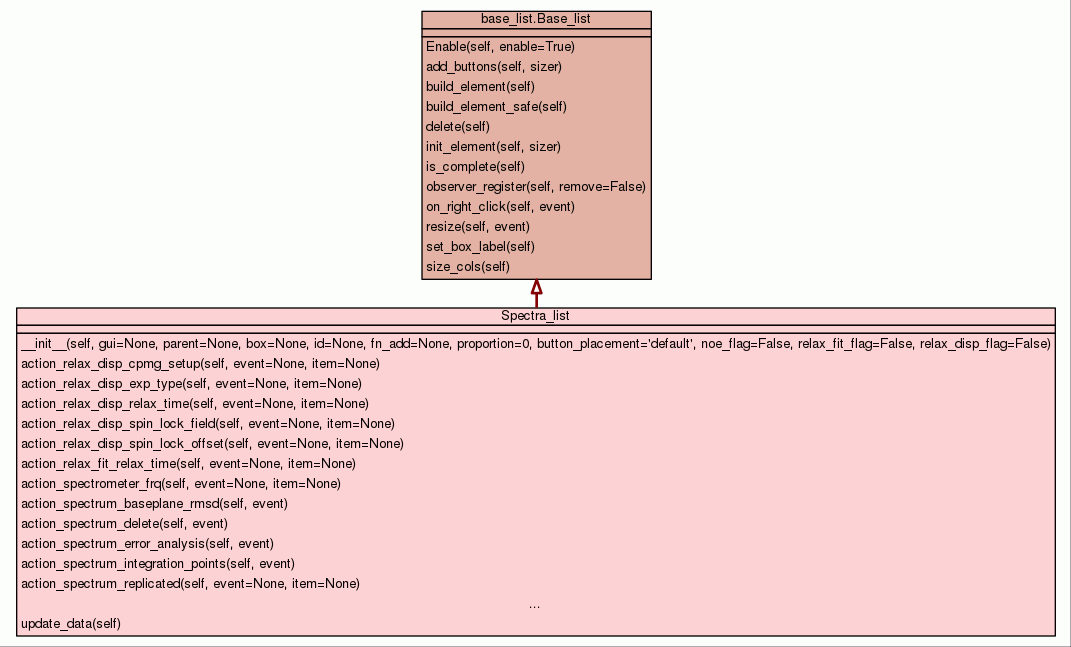 base_list.Base_list
Enable(self, enable=True)
add_buttons(self, sizer)
build_element(self)
build_element_safe(self)
delete(self)
init_element(self, sizer)
is_complete(self)
observer_register(self, remove=False)
on_right_click(self, event)
resize(self, event)
set_box_label(self)
size_cols(self)
Spectra_list
__init__(self, gui=None, parent=None, box=None, id=None, fn_add=None, proportion=0, button_placement='default', noe_flag=False, relax_fit_flag=False, relax_disp_flag=False)
action_relax_disp_cpmg_setup(self, event=None, item=None)
action_relax_disp_exp_type(self, event=None, item=None)
action_relax_disp_relax_time(self, event=None, item=None)
action_relax_disp_spin_lock_field(self, event=None, item=None)
action_relax_disp_spin_lock_offset(self, event=None, item=None)
action_relax_fit_relax_time(self, event=None, item=None)
action_spectrometer_frq(self, event=None, item=None)
action_spectrum_baseplane_rmsd(self, event)
action_spectrum_delete(self, event)
action_spectrum_error_analysis(self, event)
action_spectrum_integration_points(self, event)
action_spectrum_replicated(self, event=None, item=None)
...
update_data(self)